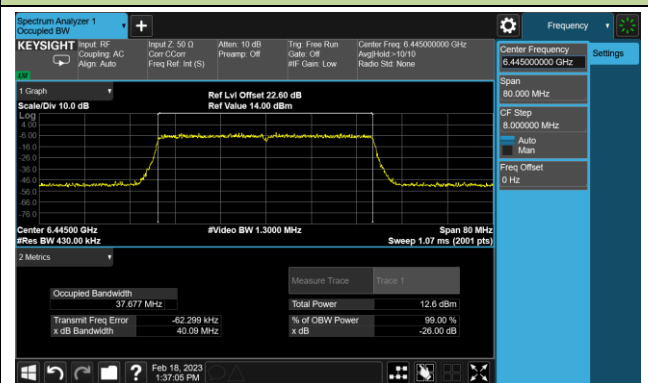 Spectrum Analyzer 1
Occupied BW
+
Frequency
KEYSIGHT Input: RF Input Z: 50 Ω Atten: 10 dB Trig: Free Run Center Freq: 6.445000000 GHz
Coupling: AC Corr CCorr Preamp: Off Gate: Off Avg|Hold:>10/10
Align: Auto Freq Ref: Int (S) #IF Gain: Low Radio Std: None
LXI
Center Frequency
6.445000000 GHz
Settings
Span
80.000 MHz
CF Step
8.000000 MHz
Auto
Man
Freq Offset
0 Hz
1 Graph
Ref Lvl Offset 22.60 dB
Scale/Div 10.0 dB Ref Value 14.00 dBm
Log
4.00
-6.00
-16.0
-26.0
-36.0
-46.0
-56.0
-66.0
-76.0
Center 6.44500 GHz #Video BW 1.3000 MHz Span 80 MHz
#Res BW 430.00 kHz Sweep 1.07 ms (2001 pts)
2 Metrics
Measure Trace Trace 1
Occupied Bandwidth
37.677 MHz Total Power 12.6 dBm
Transmit Freq Error -62.299 kHz % of OBW Power 99.00 %
x dB Bandwidth 40.09 MHz x dB -26.00 dB
? Feb 18, 2023
1:37:05 PM